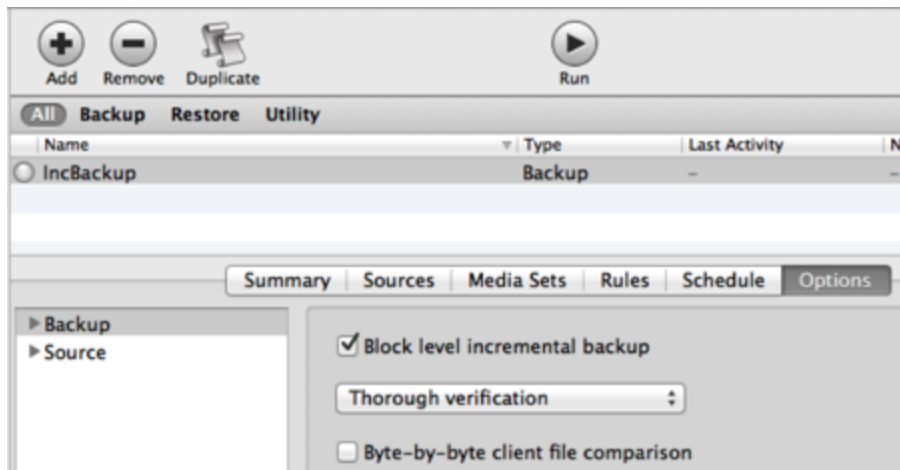 Add Remove Duplicate Run
All Backup Restore Utility
Name Type Last Activity N
IncBackup Backup – –
Summary Sources Media Sets Rules Schedule Options
Backup
Source
Block level incremental backup
Thorough verification
Byte-by-byte client file comparison